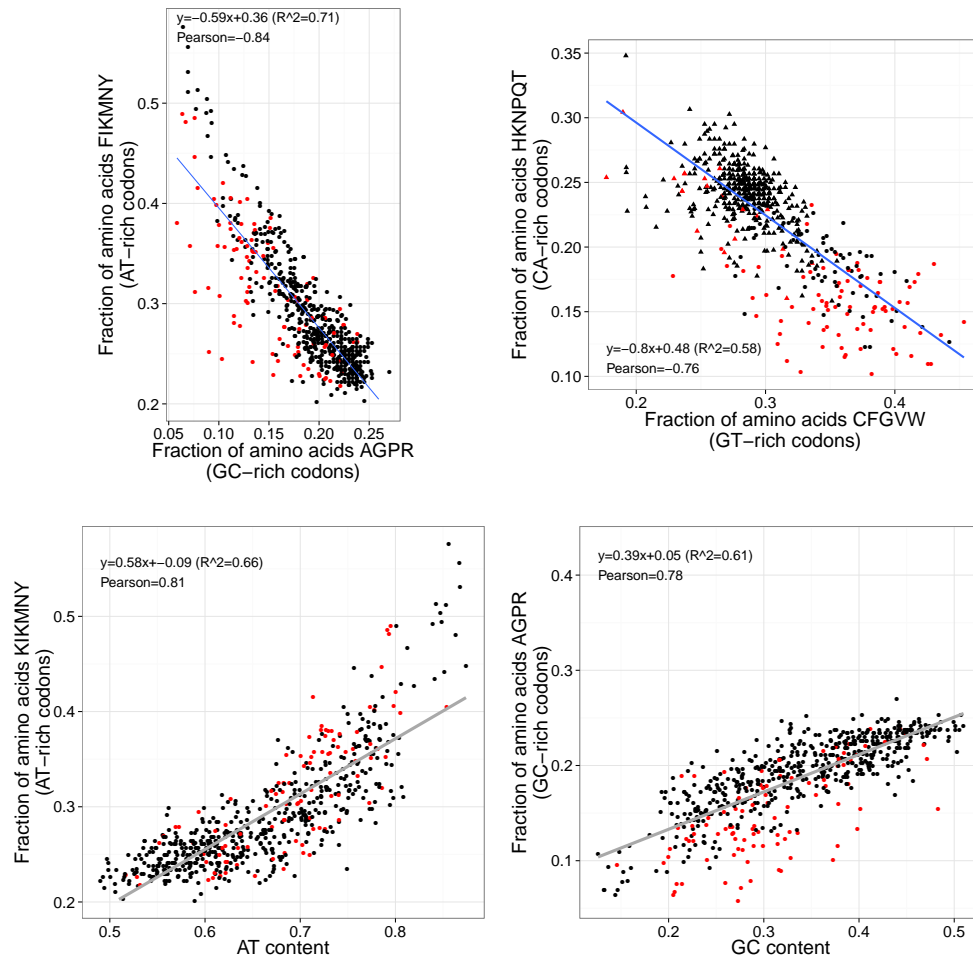 y=−0.59x+0.36 (R^2=0.71)
Pearson=−0.84
0.5
0.4
0.3
0.2
Fraction of amino acids FIKMNY
(AT−rich codons)
0.05 0.10 0.15 0.20 0.25
Fraction of amino acids AGPR
(GC−rich codons)
0.35
0.30
0.25
0.20
0.15
0.10
Fraction of amino acids HKNPQT
(CA−rich codons)
y=−0.8x+0.48 (R^2=0.58)
Pearson=−0.76
0.2 0.3 0.4
Fraction of amino acids CFGVW
(GT−rich codons)
y=0.58x+−0.09 (R^2=0.66)
Pearson=0.81
0.5
0.4
0.3
0.2
Fraction of amino acids KIKMNY
(AT−rich codons)
0.5 0.6 0.7 0.8
AT content
y=0.39x+0.05 (R^2=0.61)
Pearson=0.78
0.4
0.3
0.2
0.1
Fraction of amino acids AGPR
(GC−rich codons)
0.2 0.3 0.4 0.5
GC content